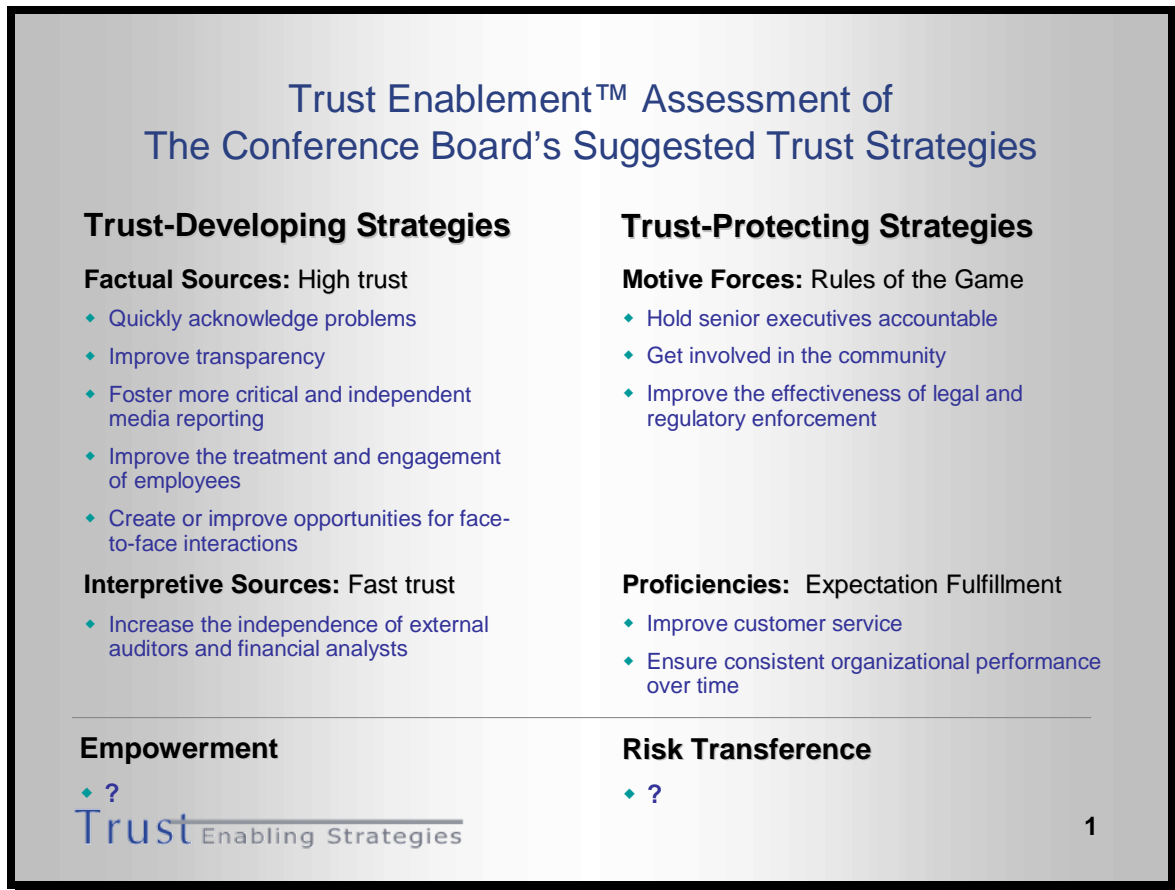 Trust Enablement™ Assessment of
The Conference Board's Suggested Trust Strategies
Trust-Developing Strategies
Factual Sources: High trust
Quickly acknowledge problems
Improve transparency
Foster more critical and independent
media reporting
Improve the treatment and engagement
of employees
Create or improve opportunities for face-
to-face interactions
Interpretive Sources: Fast trust
Increase the independence of external
auditors and financial analysts
Trust-Protecting Strategies
Motive Forces: Rules of the Game
Hold senior executives accountable
Get involved in the community
Improve the effectiveness of legal and
regulatory enforcement
Proficiencies: Expectation Fulfillment
Improve customer service
Ensure consistent organizational performance
over time
Empowerment
?
Risk Transference
?
Trust Enabling Strategies
1